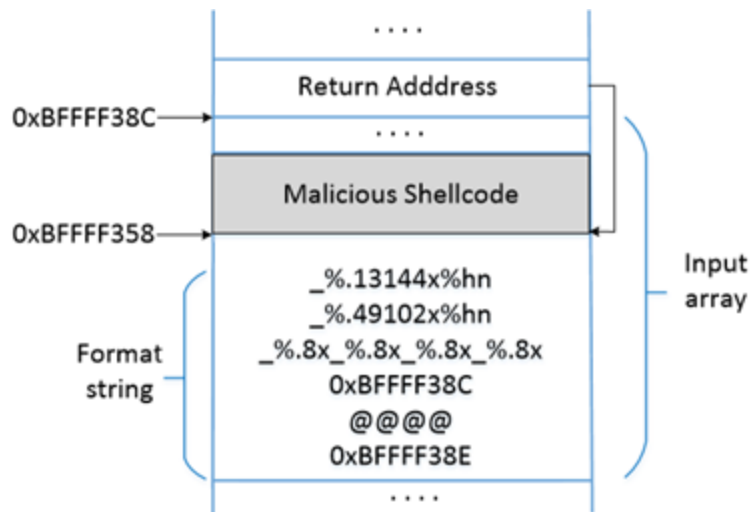 . . . .
Return Adddress
0xBFFFF38C
. . . .
Malicious Shellcode
0xBFFFF358
_%.13144x%hn
_%.49102x%hn
_%.8x_%.8x_%.8x_%.8x
0xBFFFF38C
@@@@
0xBFFFF38E
. . . .
Format
string
Input
array